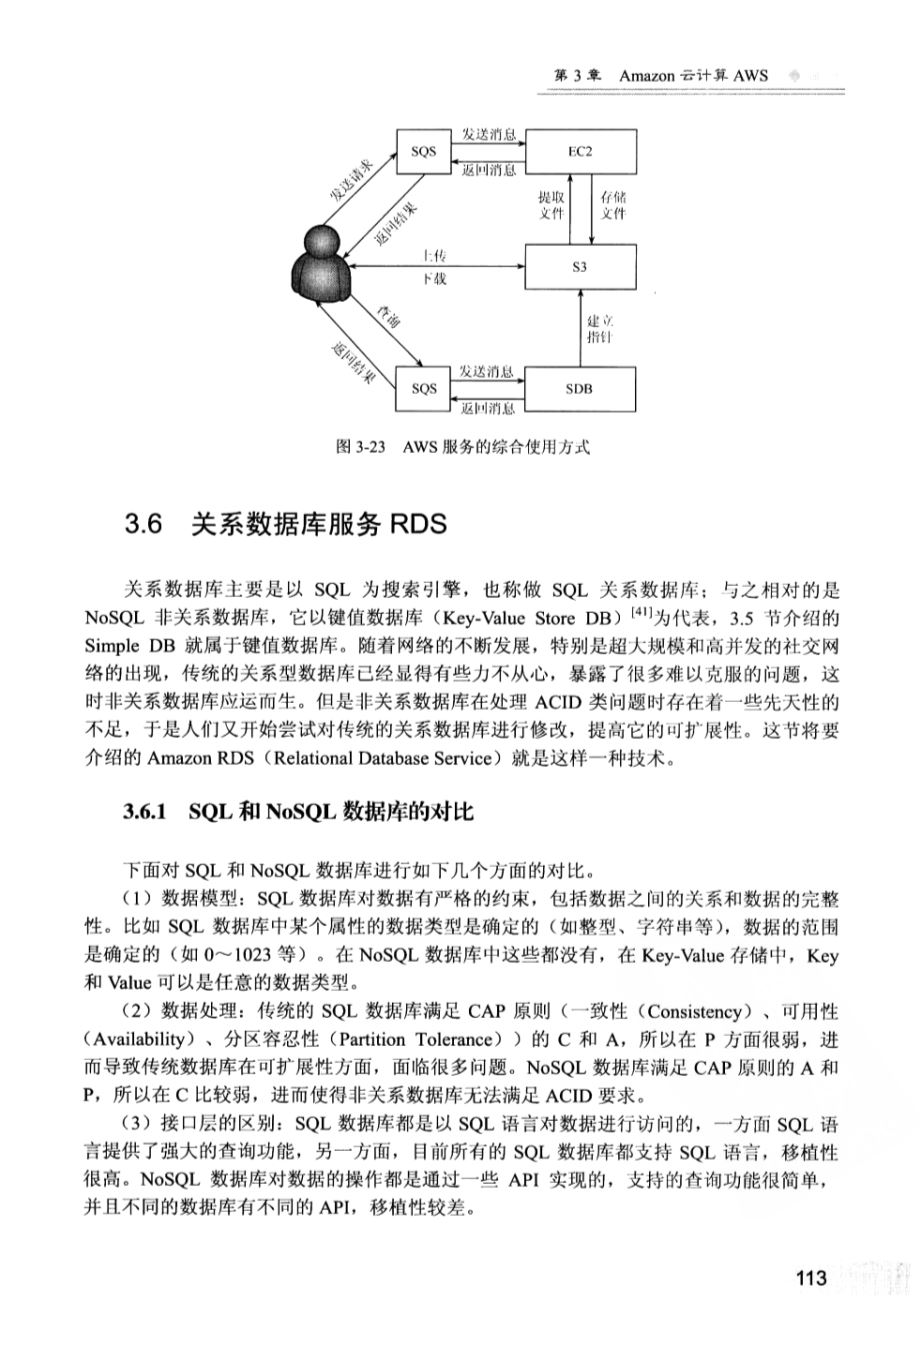 第 3 章 Amazon 云计算 AWS
SQS
发送消息
返回消息
EC2
发送请求
返回结果
提取
文件
存储
文件
上传
下载
S3
查询
返回结果
建立
指针
SQS
发送消息
返回消息
SDB
图 3-23 AWS 服务的综合使用方式
3.6 关系数据库服务 RDS
关系数据库主要是以 SQL 为搜索引擎，也称做 SQL 关系数据库；与之相对的是
NoSQL 非关系数据库，它以键值数据库（Key-Value Store DB）[41]为代表，3.5 节介绍的
Simple DB 就属于键值数据库。随着网络的不断发展，特别是超大规模和高并发的社交网
络的出现，传统的关系型数据库已经显得有些力不从心，暴露了很多难以克服的问题，这
时非关系数据库应运而生。但是非关系数据库在处理 ACID 类问题时存在着一些先天性的
不足，于是人们又开始尝试对传统的关系数据库进行修改，提高它的可扩展性。这节将要
介绍的 Amazon RDS（Relational Database Service）就是这样一种技术。
3.6.1 SQL 和 NoSQL 数据库的对比
下面对 SQL 和 NoSQL 数据库进行如下几个方面的对比。
（1）数据模型：SQL 数据库对数据有严格的约束，包括数据之间的关系和数据的完整
性。比如 SQL 数据库中某个属性的数据类型是确定的（如整型、字符串等），数据的范围
是确定的（如 0～1023 等）。在 NoSQL 数据库中这些都没有，在 Key-Value 存储中，Key
和 Value 可以是任意的数据类型。
（2）数据处理：传统的 SQL 数据库满足 CAP 原则（一致性（Consistency）、可用性
（Availability）、分区容忍性（Partition Tolerance））的 C 和 A，所以在 P 方面很弱，进
而导致传统数据库在可扩展性方面，面临很多问题。NoSQL 数据库满足 CAP 原则的 A 和
P，所以在 C 比较弱，进而使得非关系数据库无法满足 ACID 要求。
（3）接口层的区别：SQL 数据库都是以 SQL 语言对数据进行访问的，一方面 SQL 语
言提供了强大的查询功能，另一方面，目前所有的 SQL 数据库都支持 SQL 语言，移植性
很高。NoSQL 数据库对数据的操作都是通过一些 API 实现的，支持的查询功能很简单，
并且不同的数据库有不同的 API，移植性较差。
113